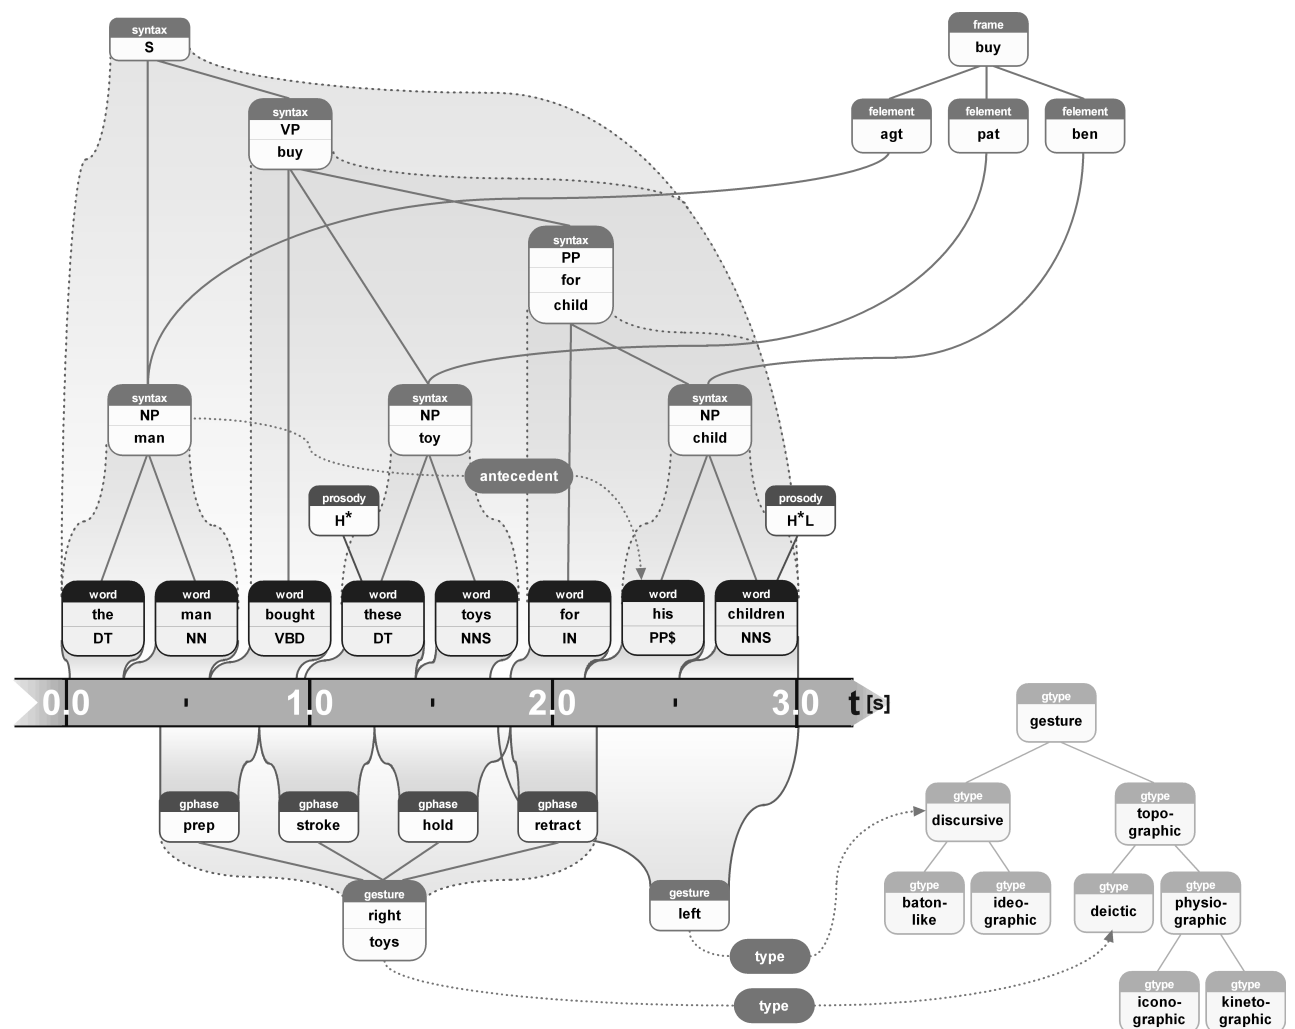 syntax
S
frame
buy
syntax
VP
buy
felement
agt
felement
pat
felement
ben
syntax
PP
for
child
syntax
NP
man
syntax
NP
toy
syntax
NP
child
antecedent
prosody
H*
prosody
H*L
word
the
DT
word
man
NN
word
bought
VBD
word
these
DT
word
toys
NNS
word
for
IN
word
his
PP$
word
children
NNS
0.0
1.0
2.0
3.0
t [s]
gtype
gesture
gphase
prep
gphase
stroke
gphase
hold
gphase
retract
gtype
discursive
gtype
topo-
graphic
gesture
right
toys
gesture
left
gtype
baton-
like
gtype
ideo-
graphic
gtype
deictic
gtype
physio-
graphic
type
type
gtype
icono-
graphic
gtype
kineto-
graphic